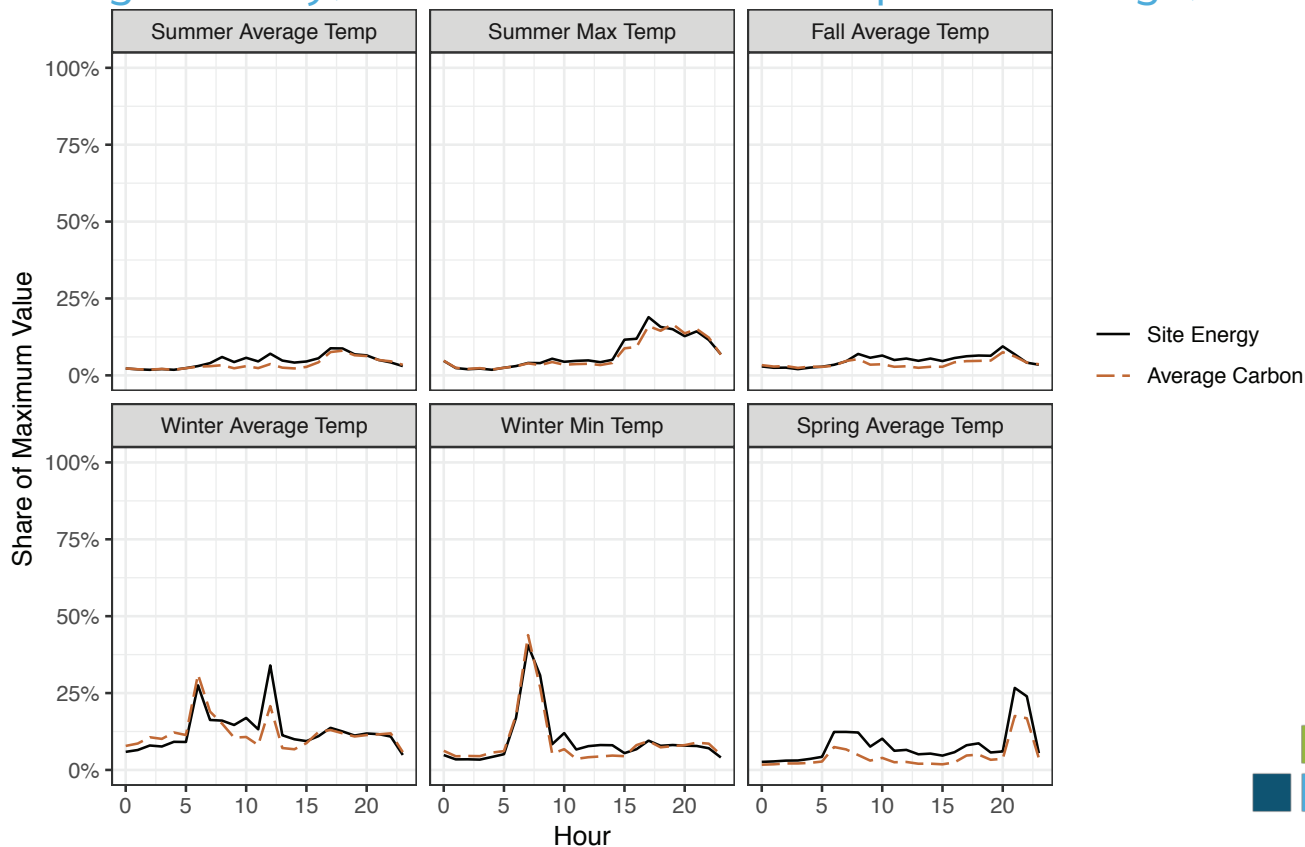 Summer Average Temp
Summer Max Temp
Fall Average Temp
100%
75%
50%
25%
0%
Share of Maximum Value
Site Energy
Average Carbon
Winter Average Temp
Winter Min Temp
Spring Average Temp
100%
75%
50%
25%
0%
0 5 10 15 20
0 5 10 15 20
0 5 10 15 20
Hour